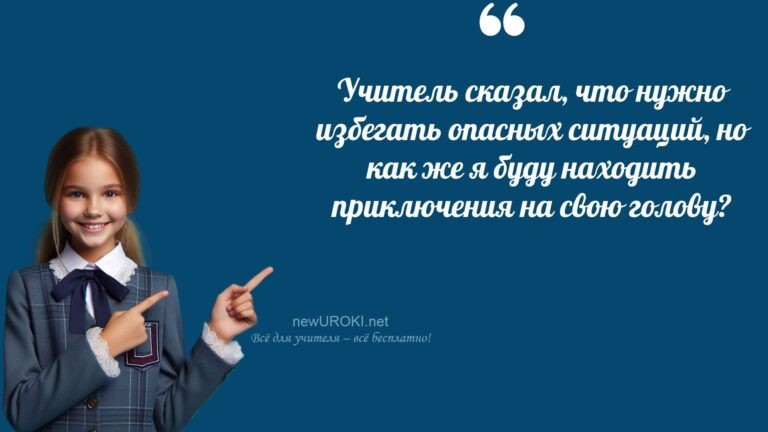 ❝
Учитель сказал, что нужно
избегать опасных ситуаций, но
как же я буду находить
приключения на свою голову?
newUROKI.net
Всё для учителя – всё бесплатно!